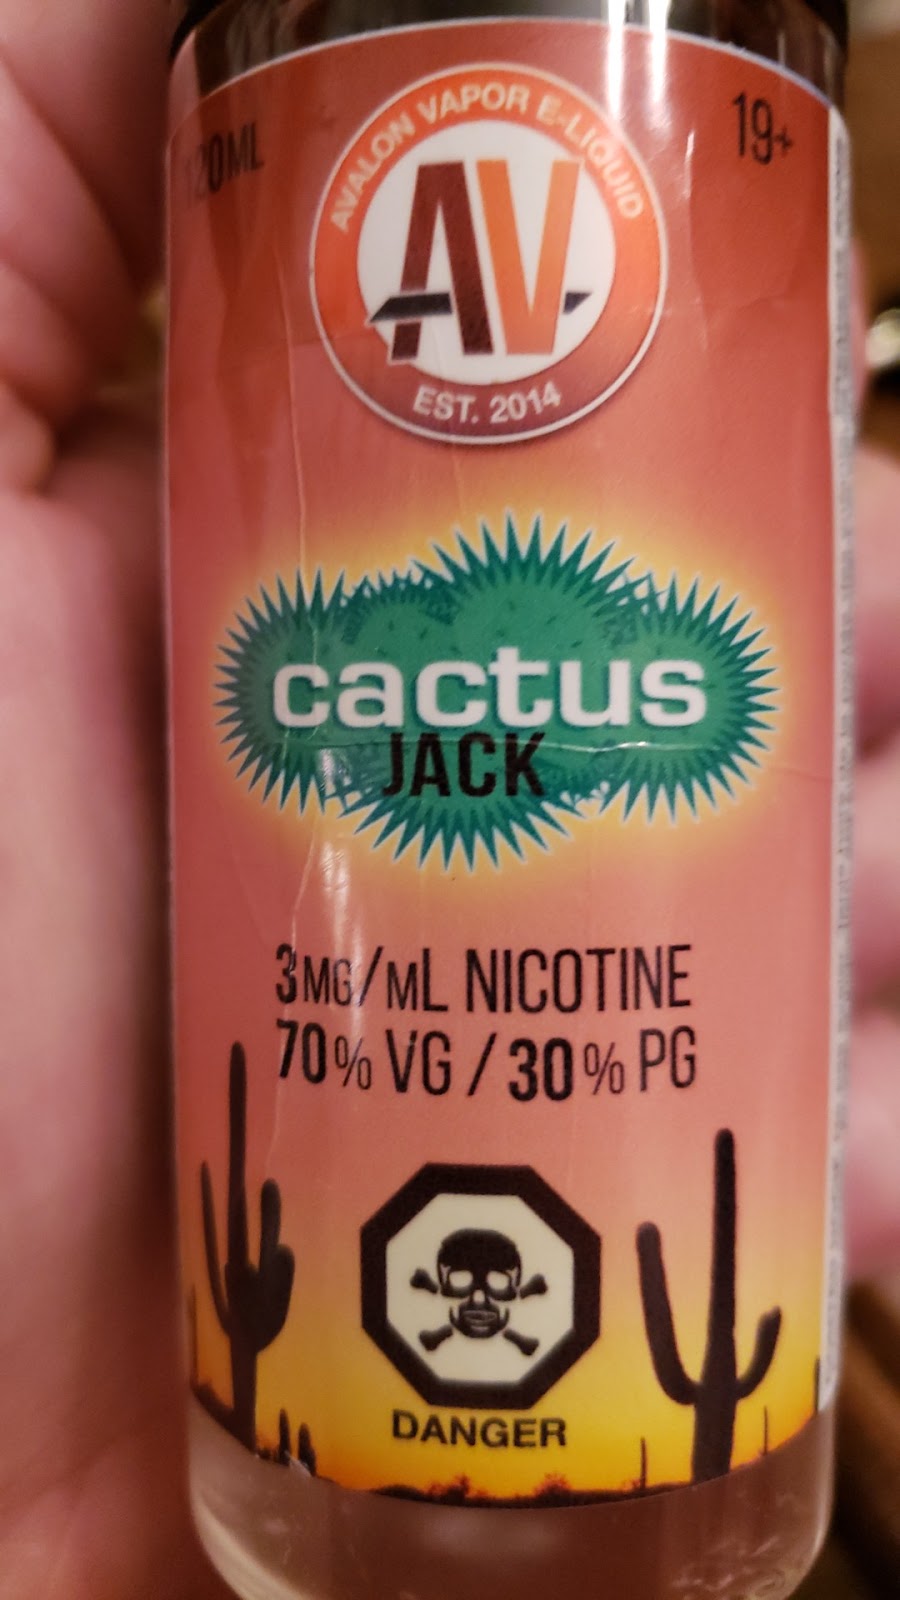 120ML
19+
AVALON VAPOR E-LIQUID
AV
EST. 2014
cactus
JACK
3MG/mL NICOTINE
70% VG / 30% PG
DANGER